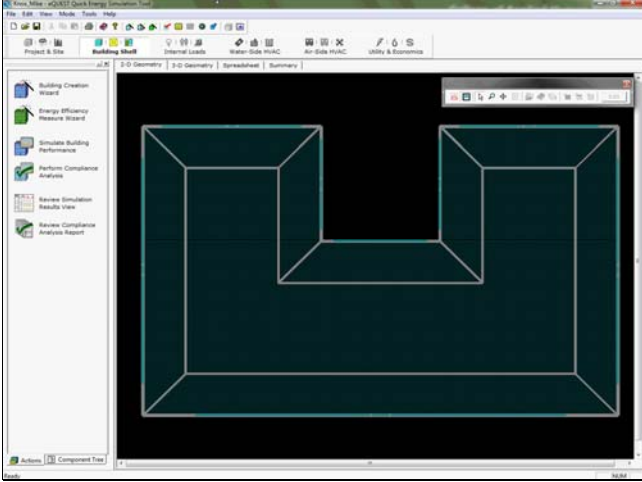 Knox_Mike - eQUEST Quick Energy Simulation Tool
File Edit View Mode Tools Help
Project & Site Building Shell Internal Loads Water-Side HVAC Air-Side HVAC Utility & Economics
2-D Geometry 3-D Geometry Spreadsheet Summary
Building Creation
Wizard
Energy Efficiency
Measure Wizard
Simulate Building
Performance
Perform Compliance
Analysis
Review Simulation
Results View
Review Compliance
Analysis Report
Actions Component Tree
Ready NUM